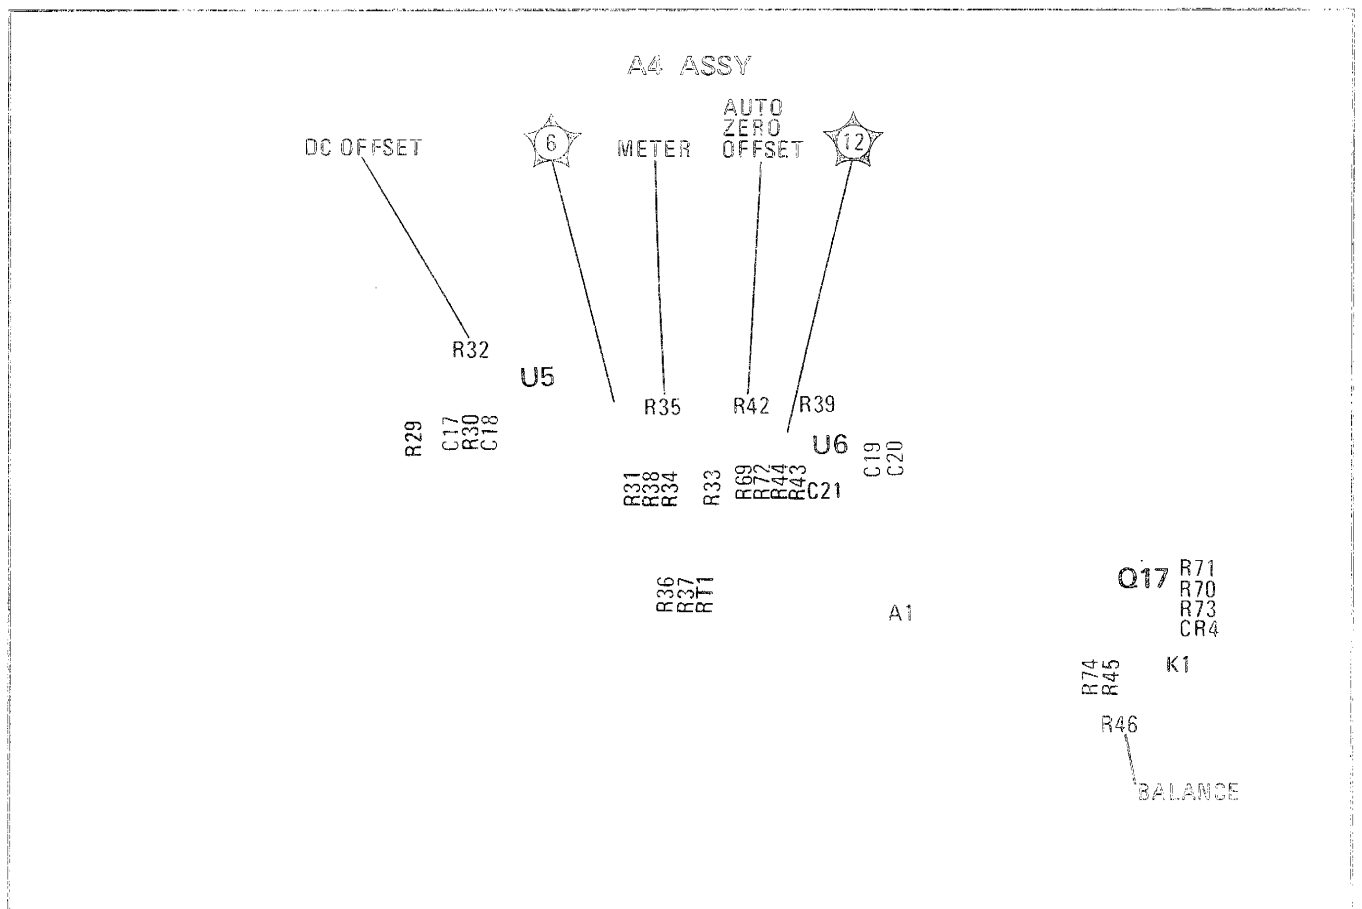 A4 ASSY
DC OFFSET
6
METER
AUTO
ZERO
OFFSET
12
R32
U5
R35
R42
R39
R29
C17
R30
C18
U6
C19
C20
R31
R38
R34
R33
R69
R72
R44
R43
C21
R36
R37
RT1
A1
Q17
R71
R70
R73
CR4
K1
R74
R45
R46
BALANCE